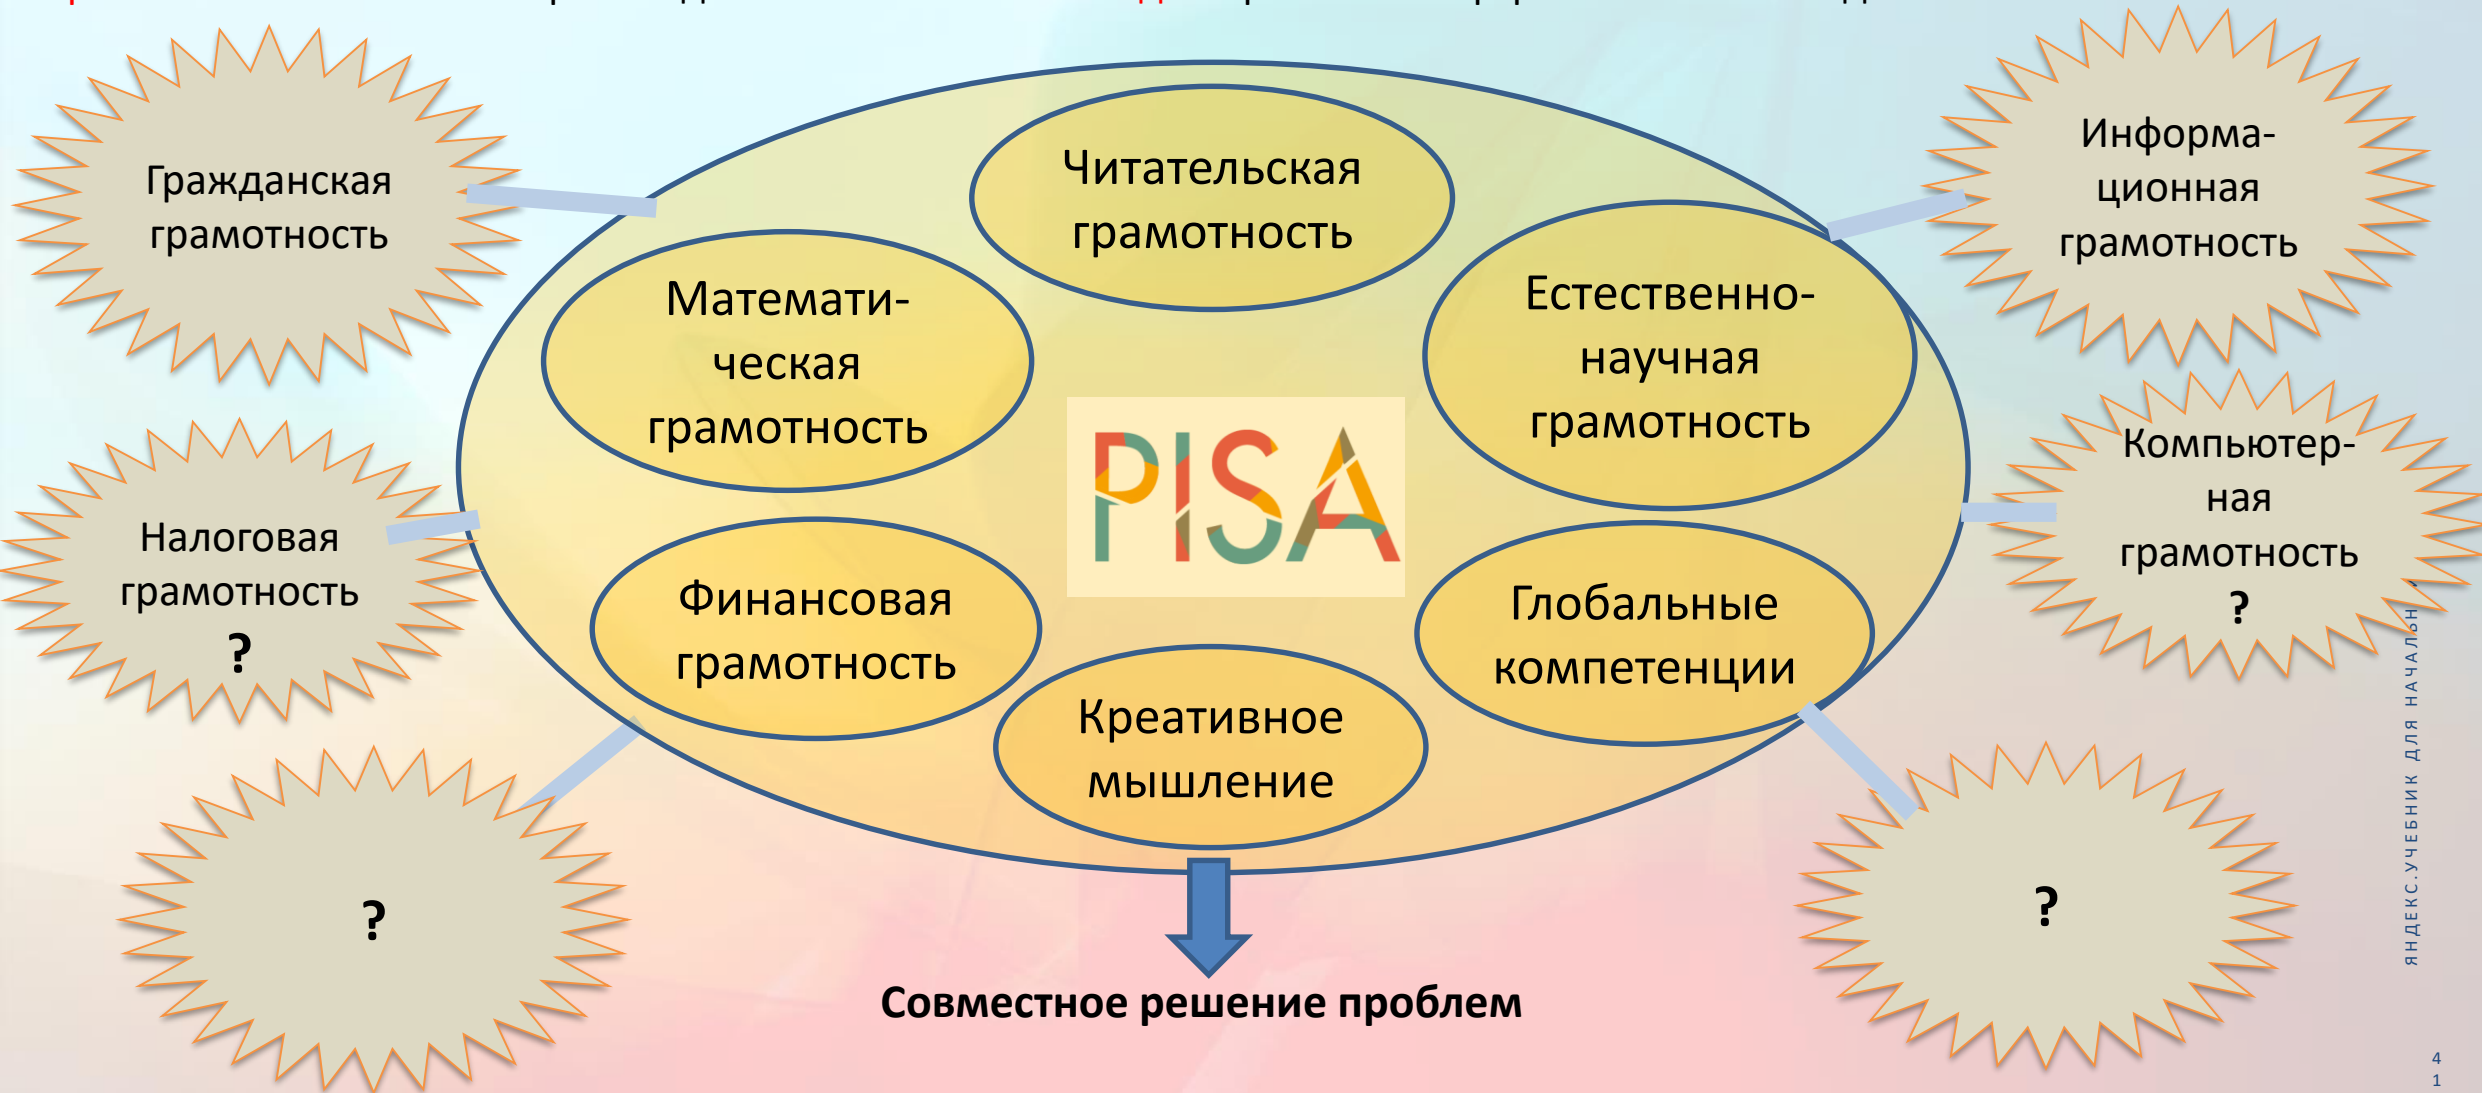 Гражданская
грамотность
Читательская
грамотность
Информа-
ционная
грамотность
Математи-
ческая
грамотность
Естественно-
научная
грамотность
PISA
Налоговая
грамотность
?
Компьютер-
ная
грамотность
?
Финансовая
грамотность
Глобальные
компетенции
Креативное
мышление
?
?
Совместное решение проблем
ЯНДЕКС.УЧЕБНИК ДЛЯ
4
1